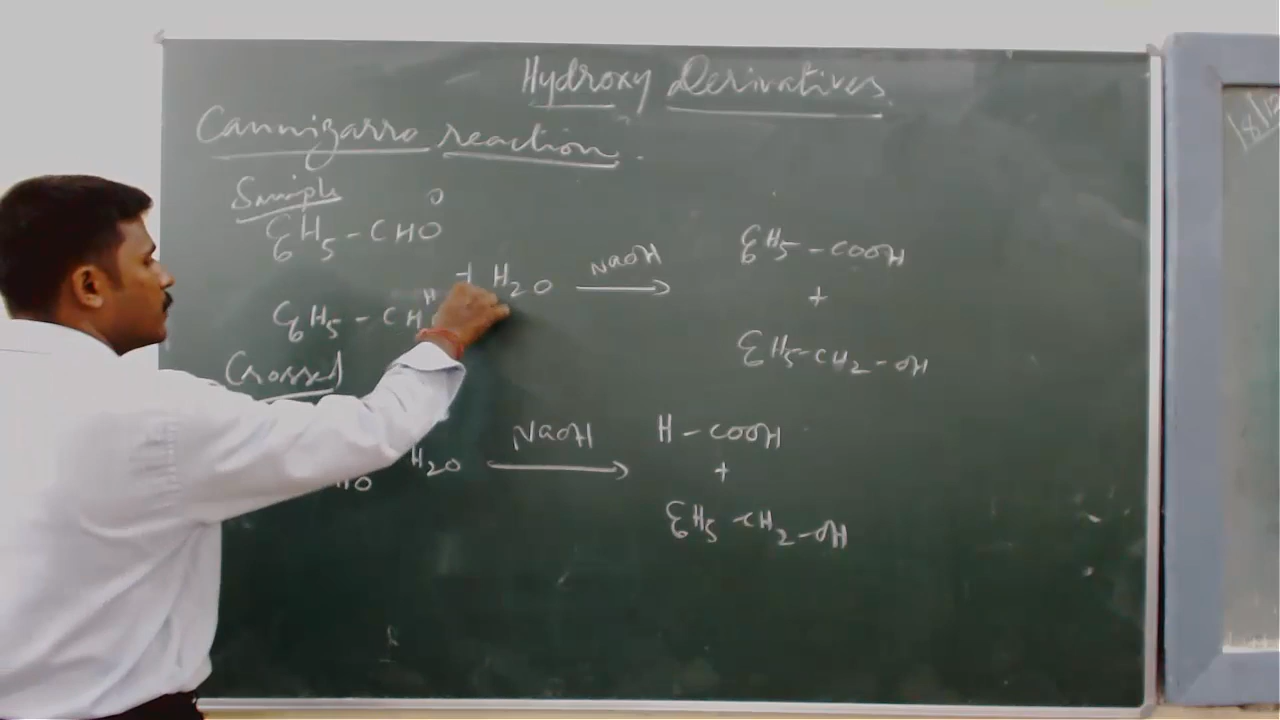 Hydroxy Derivatives
Cannizarro reaction.
Simple
O
C6H5-CHO
+ H2O NaOH → C6H5-COOH
+
H
C6H5-CH
C6H5-CH2-OH
Crossed
HO H2O NaOH → H-COOH
+
C6H5-CH2-OH